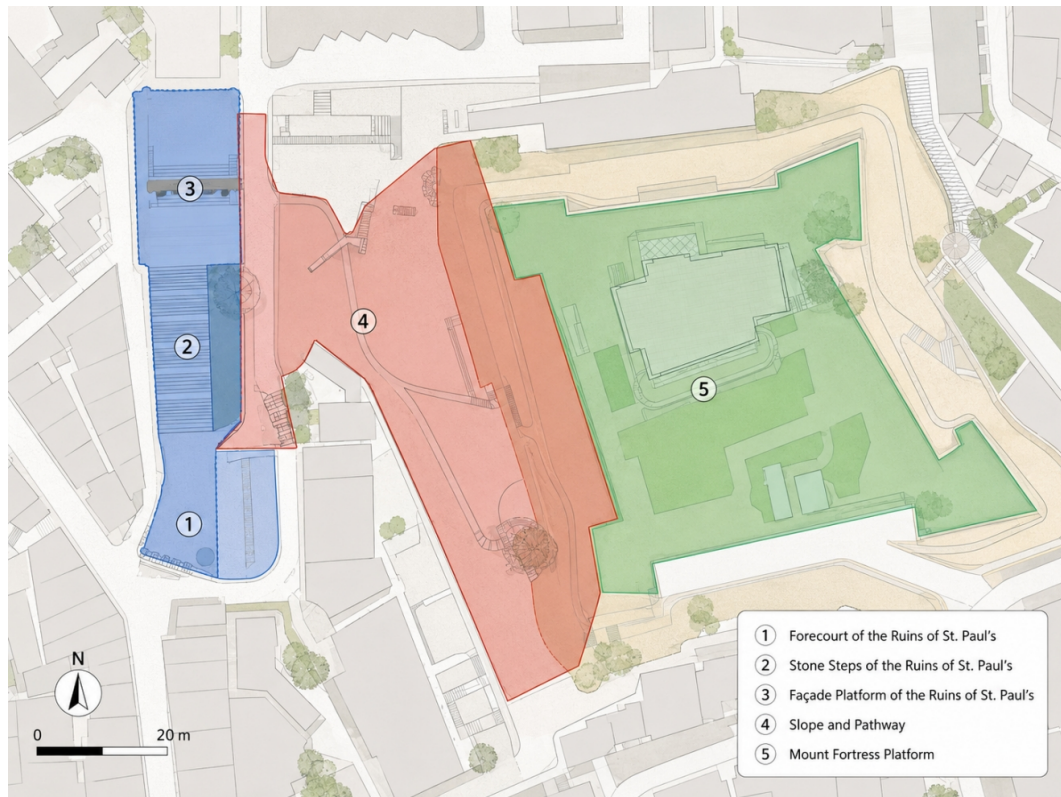 3
2
4
5
1
N
0 20 m
1 Forecourt of the Ruins of St. Paul's
2 Stone Steps of the Ruins of St. Paul's
3 Façade Platform of the Ruins of St. Paul's
4 Slope and Pathway
5 Mount Fortress Platform